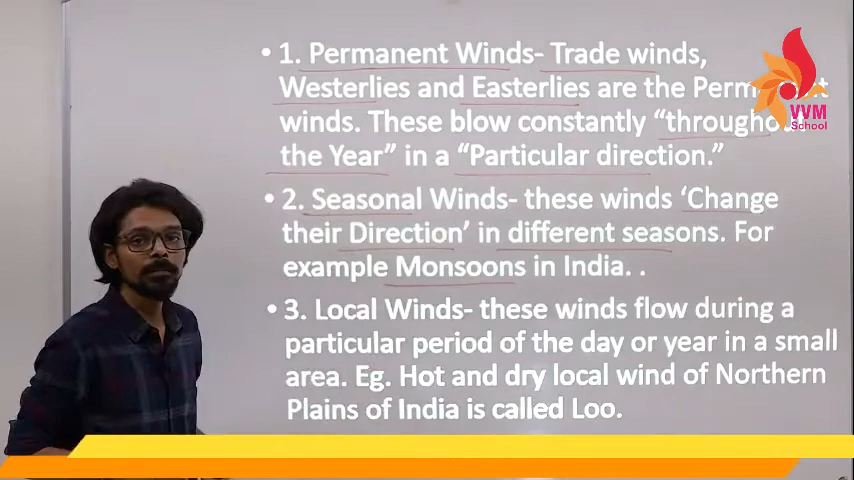 • 1. Permanent Winds- Trade winds,
Westerlies and Easterlies are the
winds. These blow constantly “throughout
the Year” in a “Particular direction.”
• 2. Seasonal Winds- these winds ‘Change
their Direction’ in different seasons. For
example Monsoons in India. .
• 3. Local Winds- these winds flow during a
particular period of the day or year in a small
area. Eg. Hot and dry local wind of Northern
Plains of India is called Loo.
VVM
School